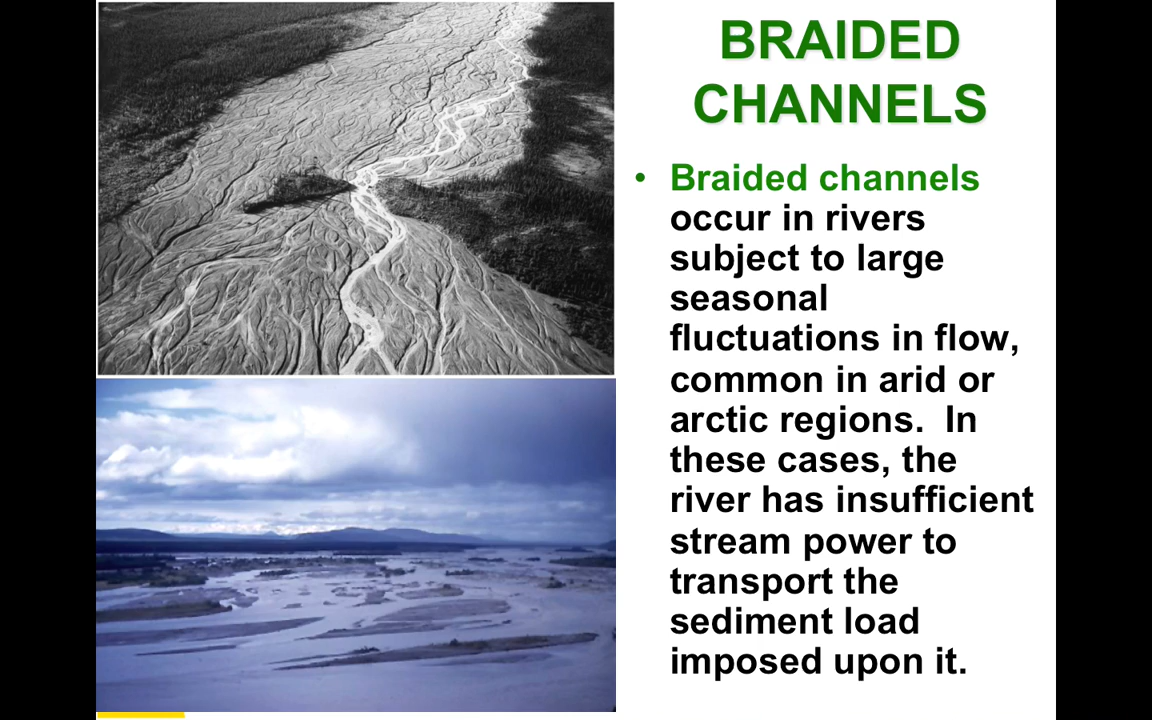 BRAIDED
CHANNELS
• Braided channels
occur in rivers
subject to large
seasonal
fluctuations in flow,
common in arid or
arctic regions.  In
these cases, the
river has insufficient
stream power to
transport the
sediment load
imposed upon it.